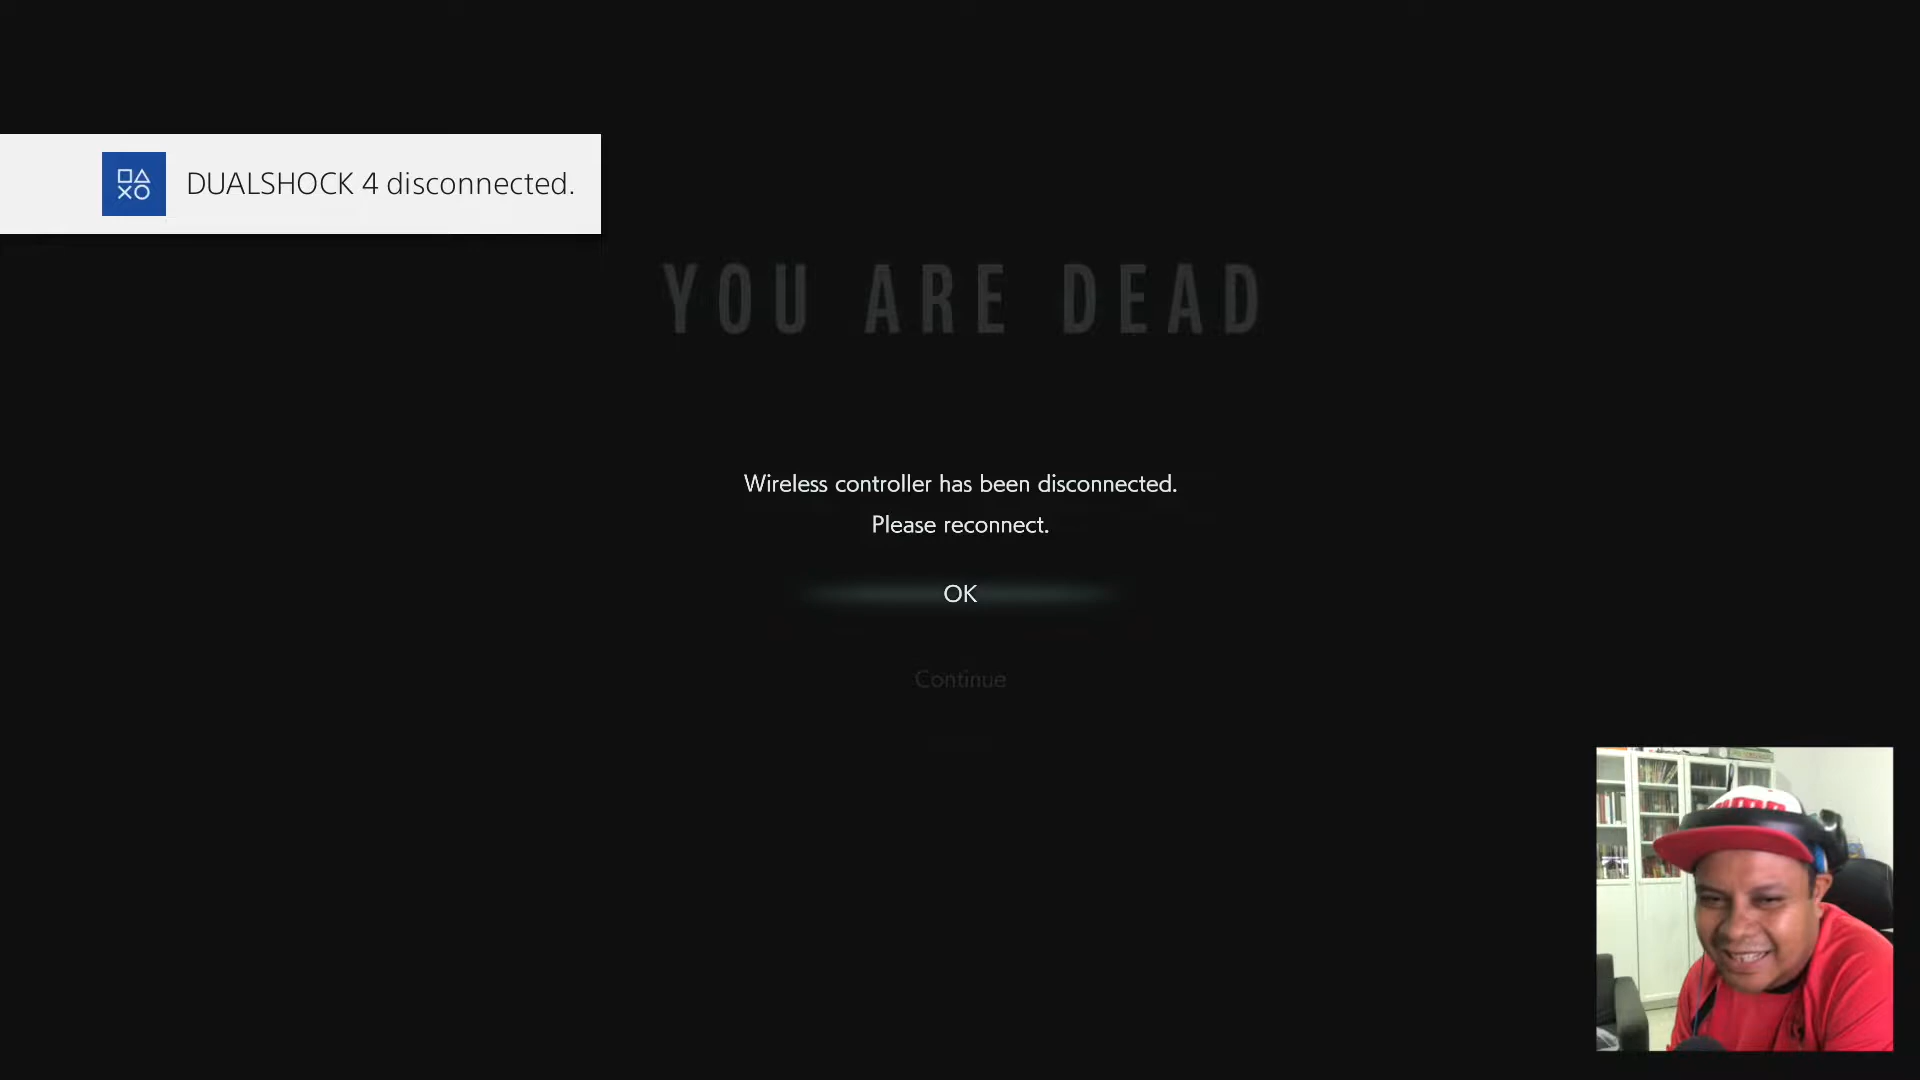 DUALSHOCK 4 disconnected.
YOU ARE DEAD
Wireless controller has been disconnected.
Please reconnect.
OK
Continue